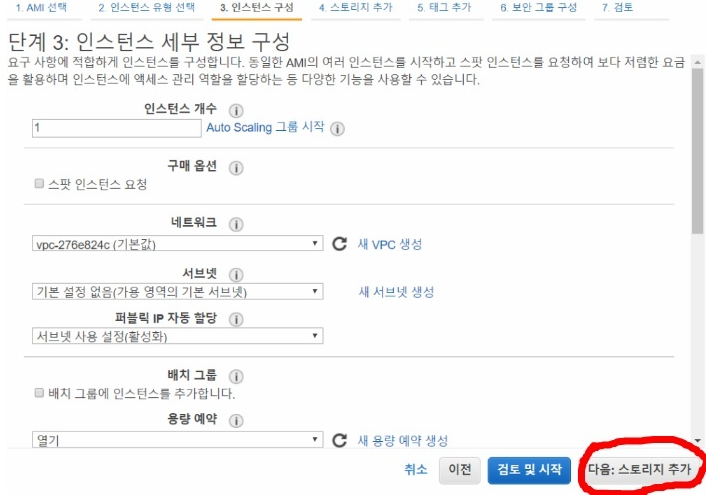 1. AMI 선택 2. 인스턴스 유형 선택 3. 인스턴스 구성 4. 스토리지 추가 5. 태그 추가 6. 보안 그룹 구성 7. 검토
단계 3: 인스턴스 세부 정보 구성
요구 사항에 적합하게 인스턴스를 구성합니다. 동일한 AMI의 여러 인스턴스를 시작하고 스팟 인스턴스를 요청하여 보다 저렴한 요금
을 활용하며 인스턴스에 액세스 관리 역할을 할당하는 등 다양한 기능을 사용할 수 있습니다.
인스턴스 개수
1 Auto Scaling 그룹 시작
구매 옵션
스팟 인스턴스 요청
네트워크
vpc-276e824c (기본값) 새 VPC 생성
서브넷
기본 설정 없음(가용 영역의 기본 서브넷) 새 서브넷 생성
퍼블릭 IP 자동 할당
서브넷 사용 설정(활성화)
배치 그룹
배치 그룹에 인스턴스를 추가합니다.
용량 예약
열기 새 용량 예약 생성
취소 이전 검토 및 시작 다음: 스토리지 추가